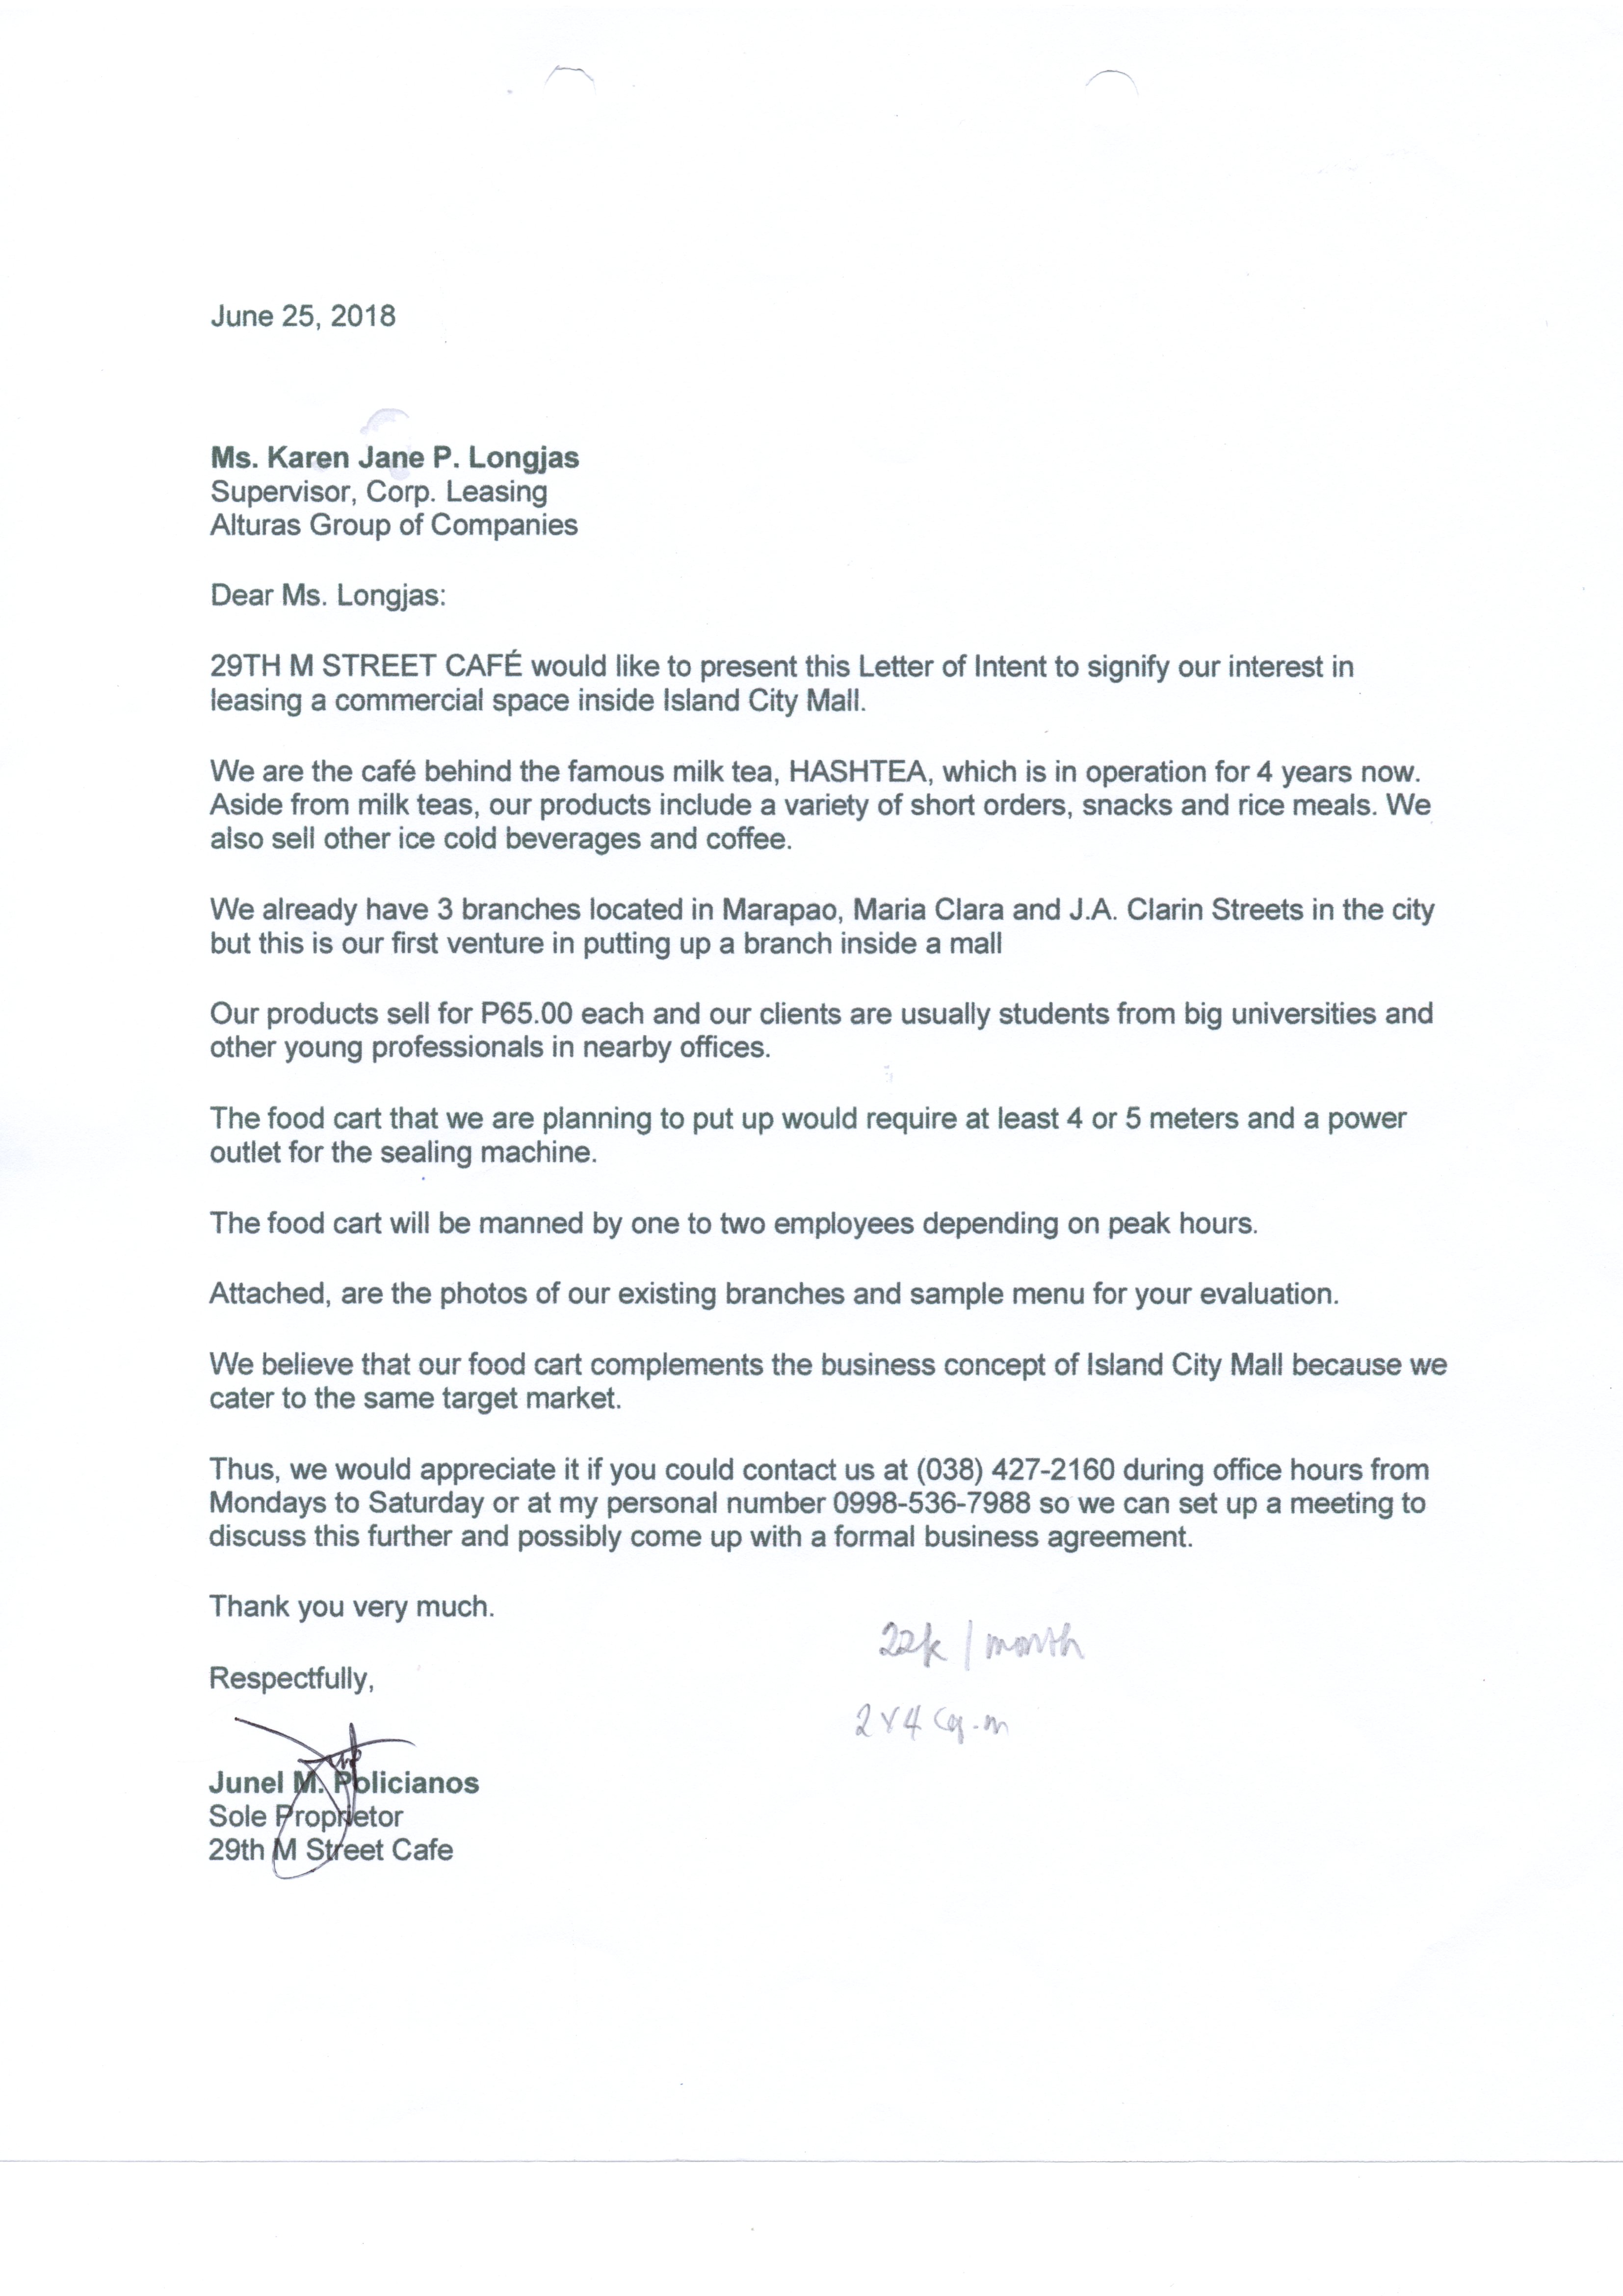 June 25, 2018
Ms. Karen Jane P. Longjas
Supervisor, Corp. Leasing
Alturas Group of Companies
Dear Ms. Longjas:
29TH M STREET CAFÉ would like to present this Letter of Intent to signify our interest in
leasing a commercial space inside Island City Mall.
We are the café behind the famous milk tea, HASHTEA, which is in operation for 4 years now.
Aside from milk teas, our products include a variety of short orders, snacks and rice meals. We
also sell other ice cold beverages and coffee.
We already have 3 branches located in Marapao, Maria Clara and J.A. Clarin Streets in the city
but this is our first venture in putting up a branch inside a mall
Our products sell for P65.00 each and our clients are usually students from big universities and
other young professionals in nearby offices.
The food cart that we are planning to put up would require at least 4 or 5 meters and a power
outlet for the sealing machine.
The food cart will be manned by one to two employees depending on peak hours.
Attached, are the photos of our existing branches and sample menu for your evaluation.
We believe that our food cart complements the business concept of Island City Mall because we
cater to the same target market.
Thus, we would appreciate it if you could contact us at (038) 427-2160 during office hours from
Mondays to Saturday or at my personal number 0998-536-7988 so we can set up a meeting to
discuss this further and possibly come up with a formal business agreement.
Thank you very much.
22k / month
Respectfully,
2x4 sq.m
Junel M. Policianos
Sole Proprietor
29th M Street Cafe